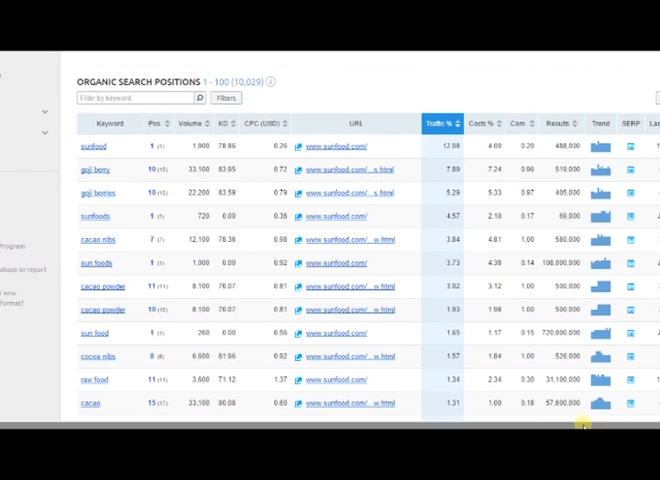 ORGANIC SEARCH POSITIONS 1 - 100 (10,029) i
Filter by keyword Filters
Keyword Pos. Volume KD CPC (USD) URL Traffic % Costs % Com. Results Trend SERP Las
sunfood 1 (1) 1,900 78.86 0.26 www.sunfood.com/ 12.08 4.00 0.20 488,000
goji berry 10 (10) 33,100 83.95 0.72 www.sunfood.com/ ...s.html 7.89 7.24 0.96 519,000
goji berries 10 (10) 22,200 83.59 0.79 www.sunfood.com/ ...s.html 5.29 5.33 0.97 405,000
sunfoods 1 (1) 720 0.00 0.36 www.sunfood.com/ 4.57 2.10 0.17 69,000
cacao nibs 7 (7) 12,100 78.36 0.98 www.sunfood.com/ ...w.html 3.84 4.81 1.00 580,000
Program
sun foods 1 (1) 1,000 0.00 0.92 www.sunfood.com/ 3.73 4.38 0.14 108,000,000
abase or report
cacao powder 11 (11) 8,100 76.07 0.81 www.sunfood.com/ ...w.html 3.02 3.12 1.00 500,000
r new
Format?
cacao powder 10 (10) 8,100 76.07 0.81 www.sunfood.com/ ...w.html 1.93 1.98 1.00 500,000
sun food 1 (1) 260 0.00 0.56 www.sunfood.com/ 1.65 1.17 0.15 720,000,000
cocoa nibs 8 (8) 6,600 81.96 0.92 www.sunfood.com/ ...w.html 1.57 1.84 1.00 526,000
raw food 11 (11) 3,600 71.12 1.37 www.sunfood.com/ 1.34 2.34 0.30 31,100,000
cacao 15 (17) 33,100 80.08 0.60 www.sunfood.com/ ...w.html 1.31 1.00 0.18 57,600,000